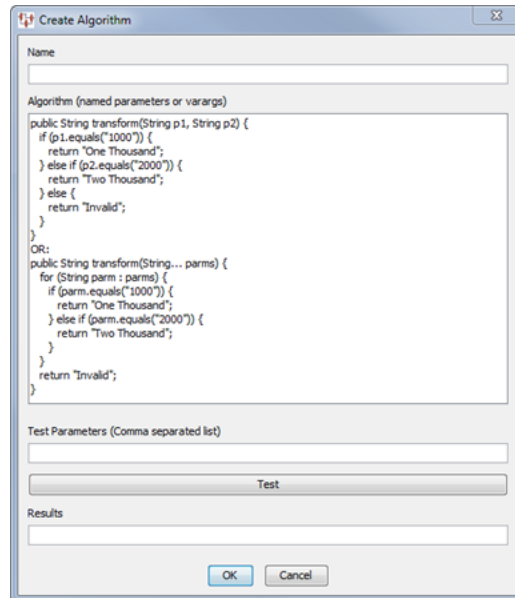 Create Algorithm
Name
Algorithm (named parameters or varargs)
public String transform(String p1, String p2) {
  if (p1.equals("1000")) {
    return "One Thousand";
  } else if (p2.equals("2000")) {
    return "Two Thousand";
  } else {
    return "Invalid";
  }
}
OR:
public String transform(String... parms) {
  for (String parm : parms) {
    if (parm.equals("1000")) {
      return "One Thousand";
    } else if (parm.equals("2000")) {
      return "Two Thousand";
    }
  }
  return "Invalid";
}
Test Parameters (Comma separated list)
Test
Results
OK Cancel